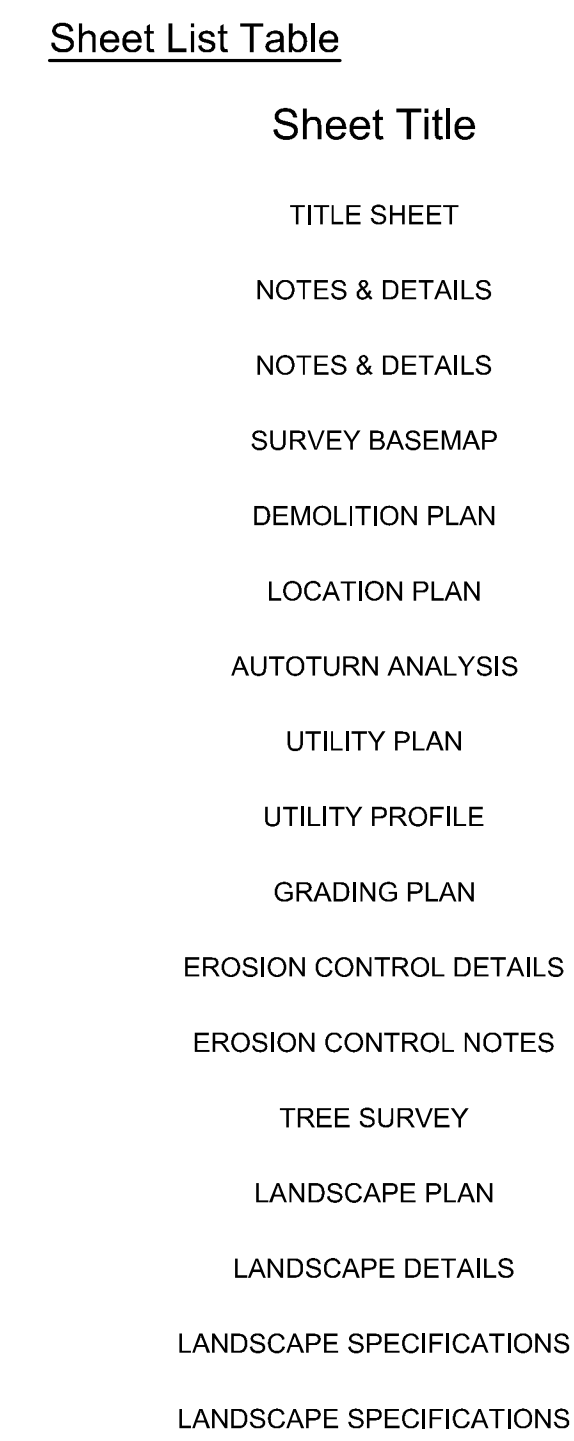 Sheet List Table
Sheet Title
TITLE SHEET
NOTES & DETAILS
NOTES & DETAILS
SURVEY BASEMAP
DEMOLITION PLAN
LOCATION PLAN
AUTOTURN ANALYSIS
UTILITY PLAN
UTILITY PROFILE
GRADING PLAN
EROSION CONTROL DETAILS
EROSION CONTROL NOTES
TREE SURVEY
LANDSCAPE PLAN
LANDSCAPE DETAILS
LANDSCAPE SPECIFICATIONS
LANDSCAPE SPECIFICATIONS